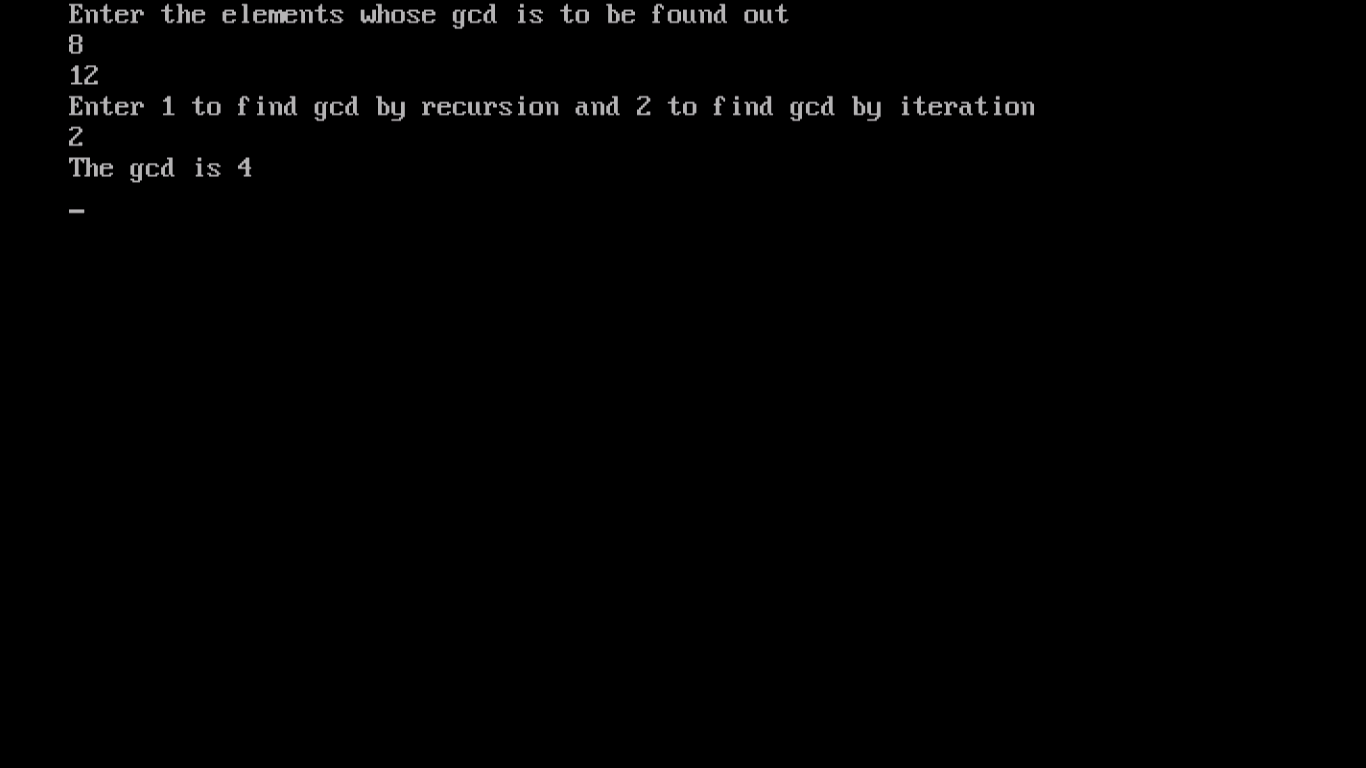 Enter the elements whose gcd is to be found out
8
12
Enter 1 to find gcd by recursion and 2 to find gcd by iteration
2
The gcd is 4